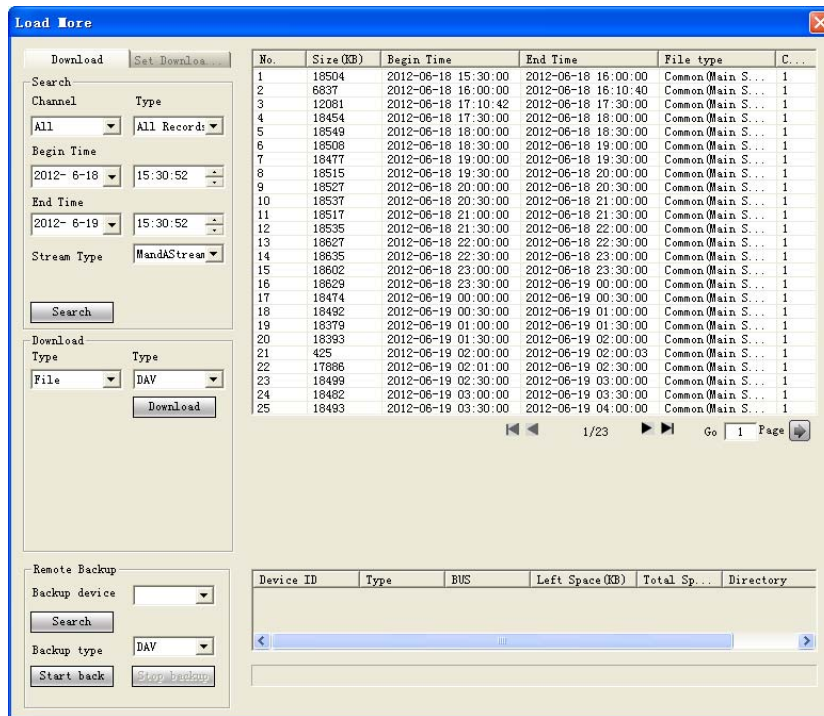 Load More
Download Set Downloa...
Search
Channel Type
All All Record:
Begin Time
2012- 6-18 15:30:52
End Time
2012- 6-19 15:30:52
Stream Type MandAStrean
Search
Download
Type Type
File DAV
Download
No. Size(KB) Begin Time End Time File type C...
1 18504 2012-06-18 15:30:00 2012-06-18 16:00:00 Common(Main S... 1
2 6837 2012-06-18 16:00:00 2012-06-18 16:10:40 Common(Main S... 1
3 12081 2012-06-18 17:10:42 2012-06-18 17:30:00 Common(Main S... 1
4 18454 2012-06-18 17:30:00 2012-06-18 18:00:00 Common(Main S... 1
5 18549 2012-06-18 18:00:00 2012-06-18 18:30:00 Common(Main S... 1
6 18508 2012-06-18 18:30:00 2012-06-18 19:00:00 Common(Main S... 1
7 18477 2012-06-18 19:00:00 2012-06-18 19:30:00 Common(Main S... 1
8 18515 2012-06-18 19:30:00 2012-06-18 20:00:00 Common(Main S... 1
9 18527 2012-06-18 20:00:00 2012-06-18 20:30:00 Common(Main S... 1
10 18537 2012-06-18 20:30:00 2012-06-18 21:00:00 Common(Main S... 1
11 18517 2012-06-18 21:00:00 2012-06-18 21:30:00 Common(Main S... 1
12 18535 2012-06-18 21:30:00 2012-06-18 22:00:00 Common(Main S... 1
13 18627 2012-06-18 22:00:00 2012-06-18 22:30:00 Common(Main S... 1
14 18635 2012-06-18 22:30:00 2012-06-18 23:00:00 Common(Main S... 1
15 18602 2012-06-18 23:00:00 2012-06-18 23:30:00 Common(Main S... 1
16 18629 2012-06-18 23:30:00 2012-06-19 00:00:00 Common(Main S... 1
17 18474 2012-06-19 00:00:00 2012-06-19 00:30:00 Common(Main S... 1
18 18492 2012-06-19 00:30:00 2012-06-19 01:00:00 Common(Main S... 1
19 18379 2012-06-19 01:00:00 2012-06-19 01:30:00 Common(Main S... 1
20 18393 2012-06-19 01:30:00 2012-06-19 02:00:00 Common(Main S... 1
21 425 2012-06-19 02:00:00 2012-06-19 02:00:03 Common(Main S... 1
22 17886 2012-06-19 02:01:00 2012-06-19 02:30:00 Common(Main S... 1
23 18499 2012-06-19 02:30:00 2012-06-19 03:00:00 Common(Main S... 1
24 18482 2012-06-19 03:00:00 2012-06-19 03:30:00 Common(Main S... 1
25 18493 2012-06-19 03:30:00 2012-06-19 04:00:00 Common(Main S... 1
1/23 Go 1 Page
Remote Backup
Backup device
Search
Backup type DAV
Start back Stop backup
Device ID Type BUS Left Space(KB) Total Sp... Directory